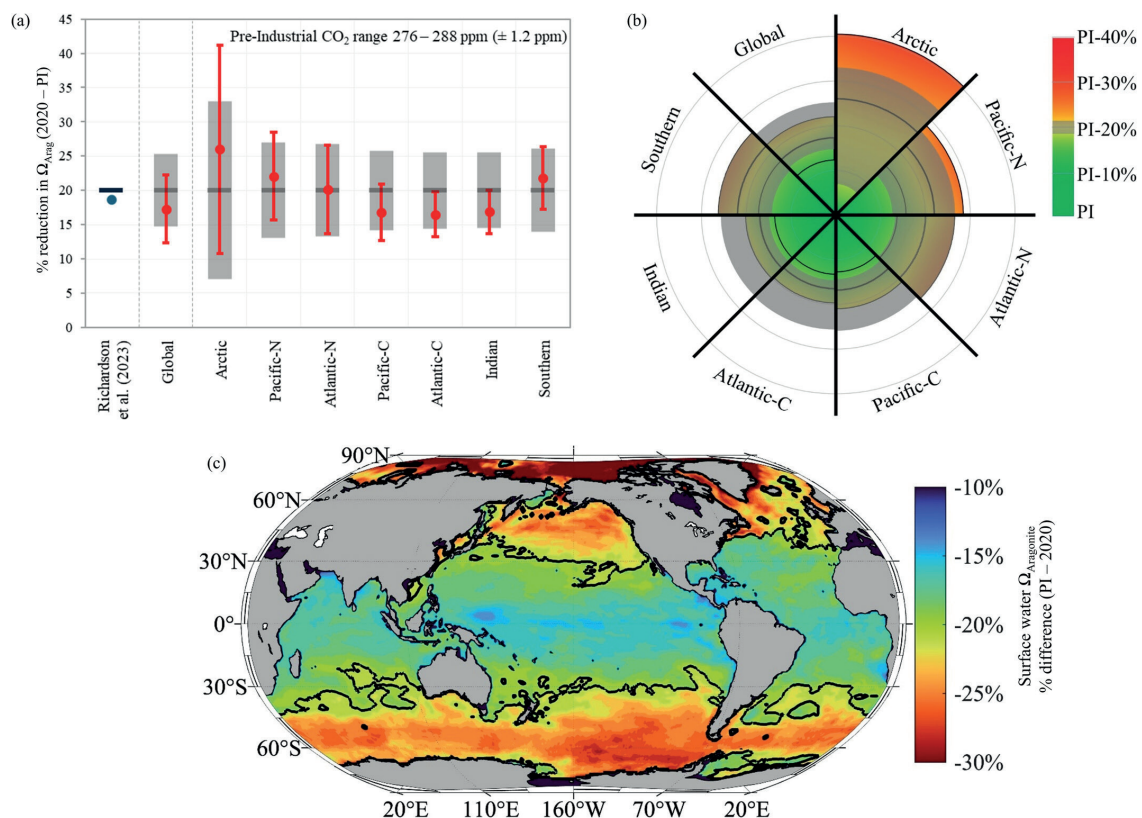 (a)
Pre-Industrial CO₂ range 276 – 288 ppm (± 1.2 ppm)
% reduction in Ω_Arag (2020 – PI)
45
40
35
30
25
20
15
10
5
0
Richardson
et al. (2023)
Global
Arctic
Pacific-N
Atlantic-N
Pacific-C
Atlantic-C
Indian
Southern
(b)
Global
Arctic
Pacific-N
Atlantic-N
Pacific-C
Atlantic-C
Indian
Southern
PI-40%
PI-30%
PI-20%
PI-10%
PI
(c)
90°N
60°N
30°N
0°
30°S
60°S
20°E
110°E
160°W
70°W
20°E
-10%
-15%
-20%
-25%
-30%
Surface water Ω_Aragonite
% difference (PI – 2020)